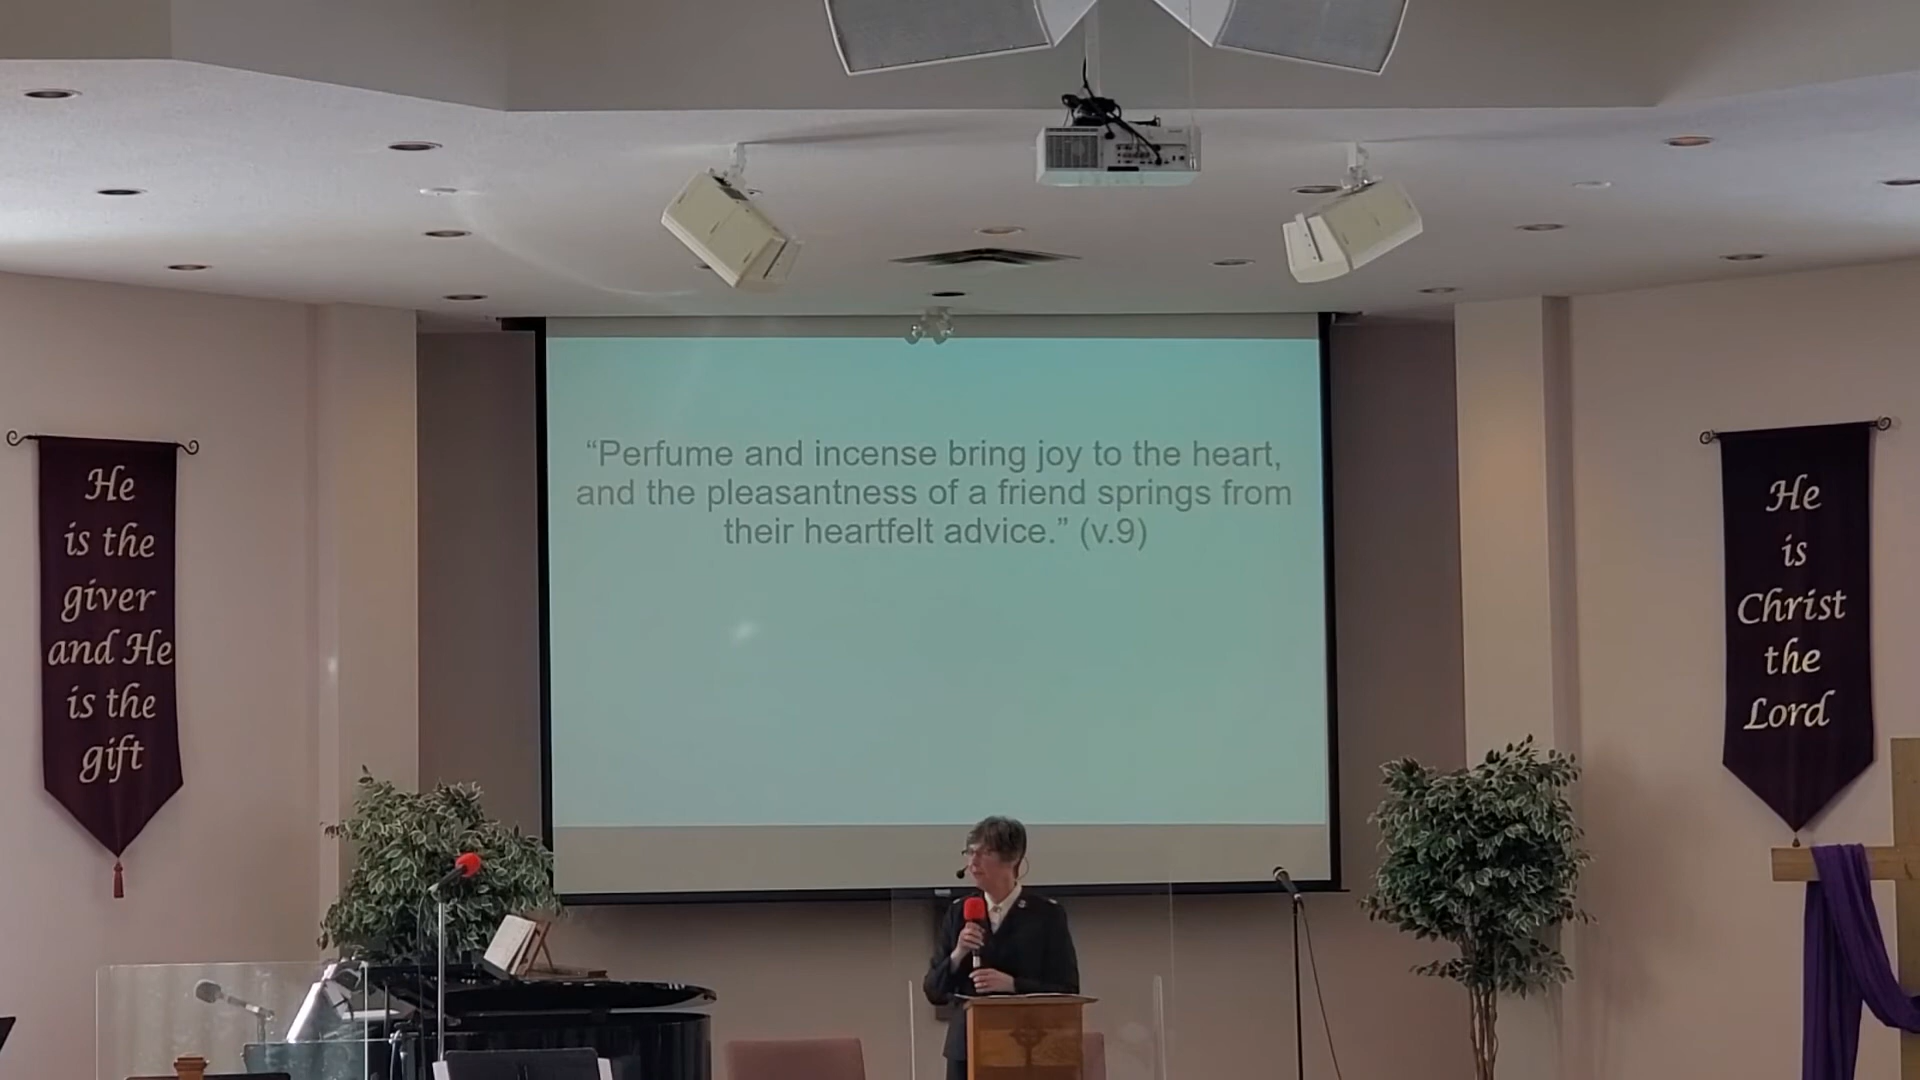 “Perfume and incense bring joy to the heart,
and the pleasantness of a friend springs from
their heartfelt advice.” (v.9)
He
is the
giver
and He
is the
gift
He
is
Christ
the
Lord